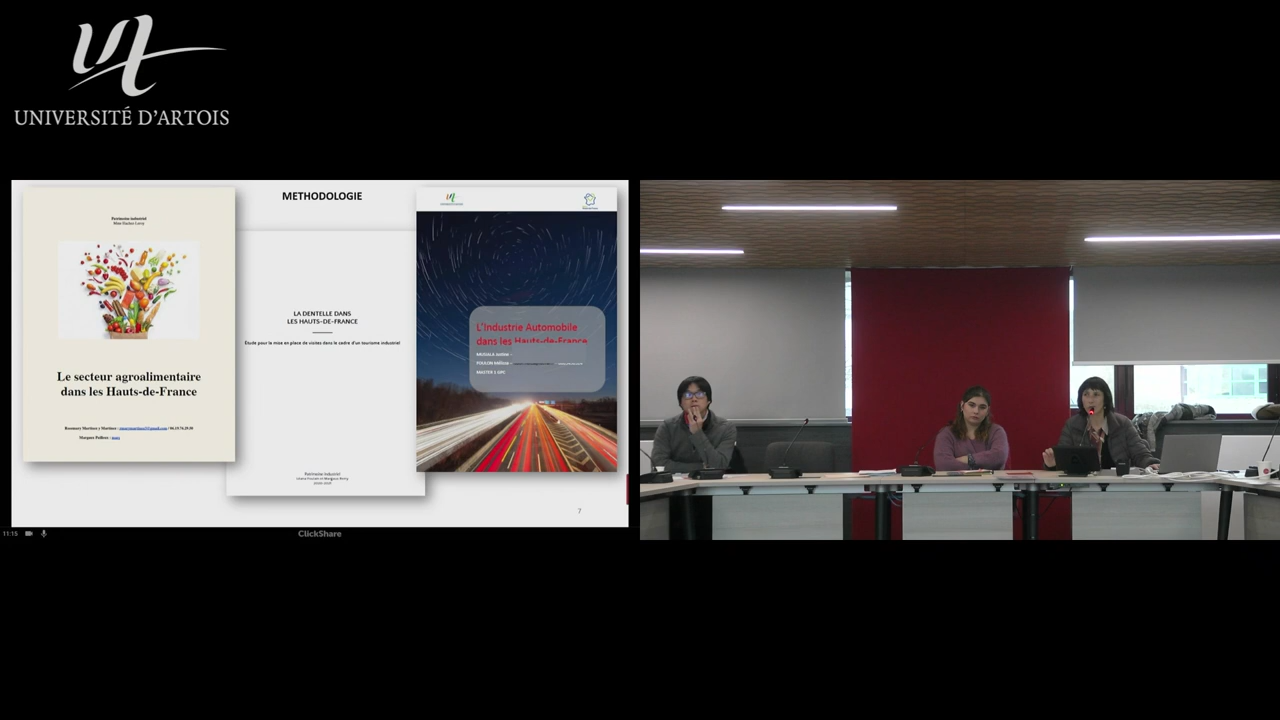 UNIVERSITÉ D'ARTOIS
METHODOLOGIE
Patrimoine industriel
Le secteur agroalimentaire
dans les Hauts-de-France
LA DENTELLE DANS
LES HAUTS-DE-FRANCE
Étude pour la mise en place de visites dans le cadre d'un tourisme industriel
Patrimoine industriel
L'Industrie Automobile
dans les Hauts-de-France
MASTER 2
7
11:15
ClickShare